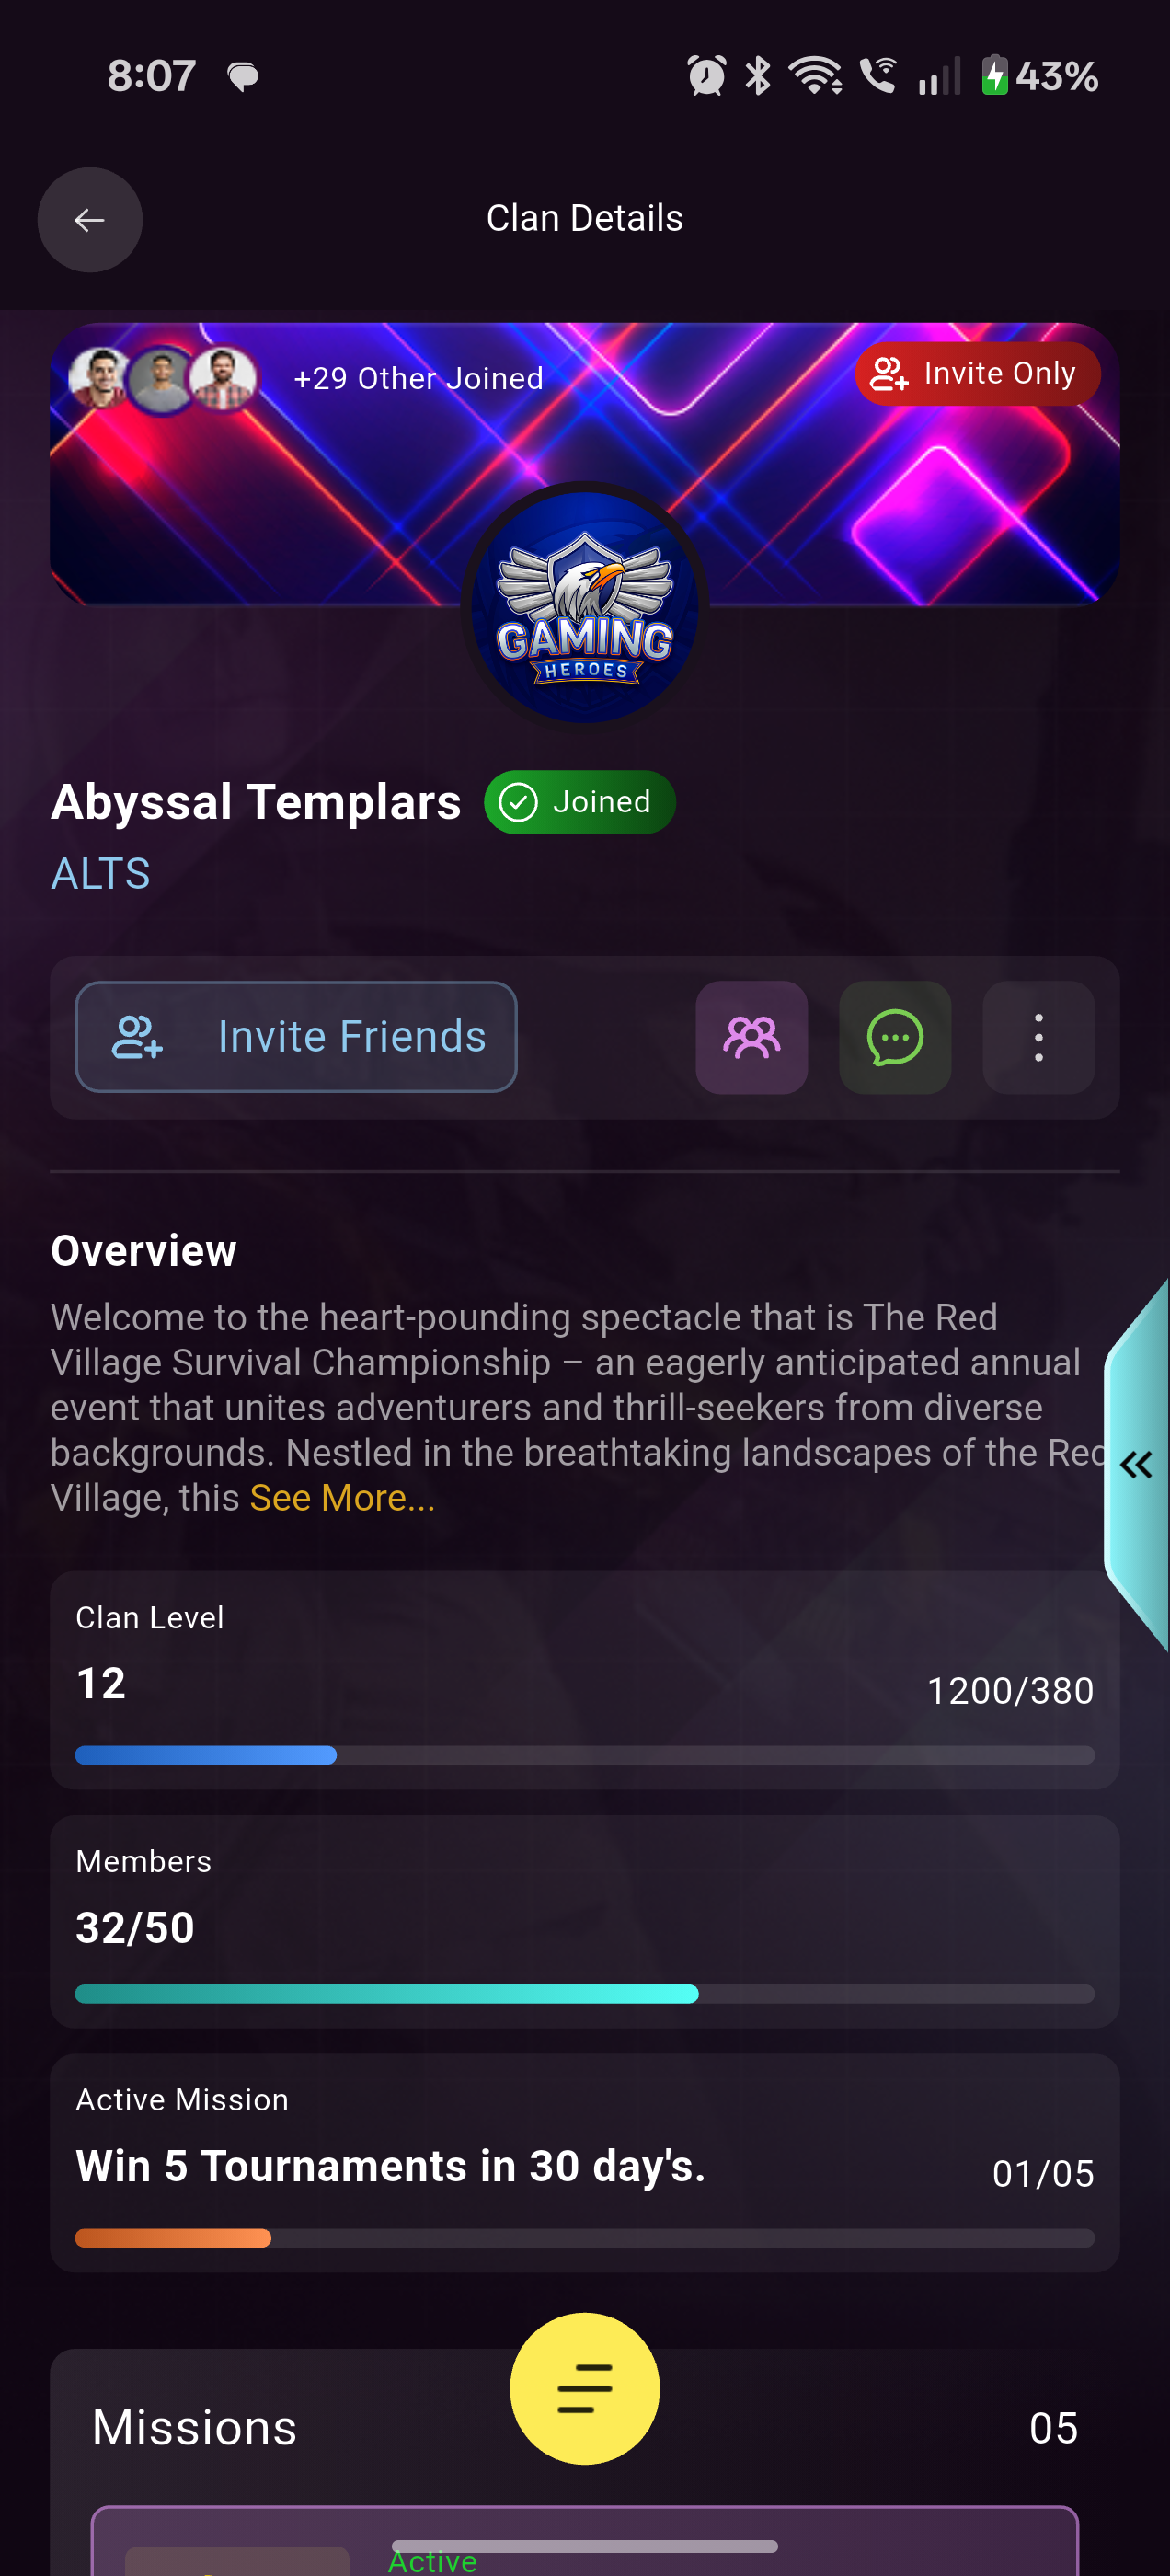 8:07
43%
Clan Details
+29 Other Joined
Invite Only
GAMING
HEROES
Abyssal Templars
Joined
ALTS
Invite Friends
Overview
Welcome to the heart-pounding spectacle that is The Red
Village Survival Championship – an eagerly anticipated annual
event that unites adventurers and thrill-seekers from diverse
backgrounds. Nestled in the breathtaking landscapes of the Red
Village, this See More...
Clan Level
12
1200/380
Members
32/50
Active Mission
Win 5 Tournaments in 30 day's.
01/05
Missions
05
Active